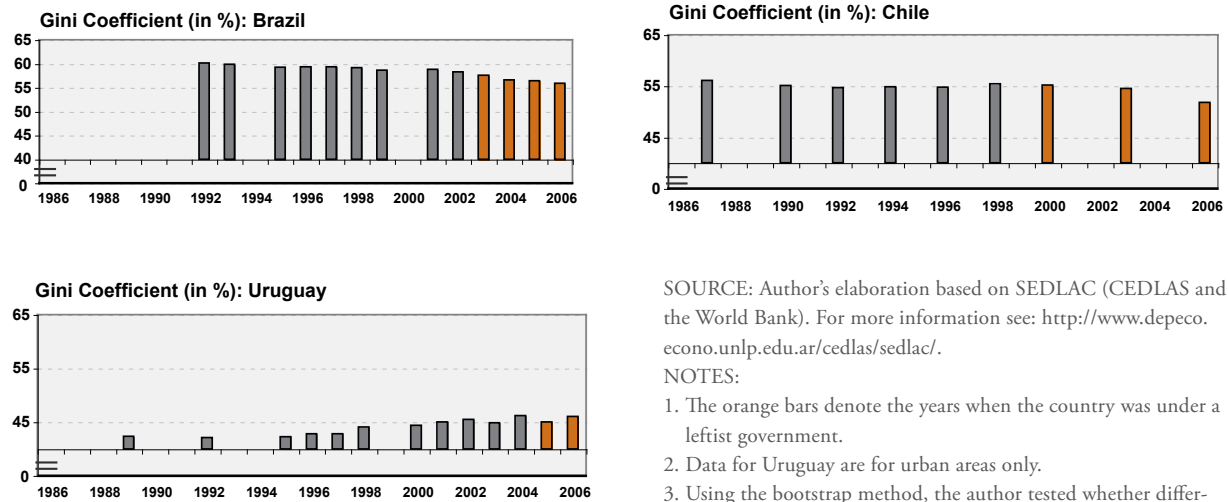 Gini Coefficient (in %): Brazil
65
60
55
50
45
40
0
1986 1988 1990 1992 1994 1996 1998 2000 2002 2004 2006
Gini Coefficient (in %): Chile
65
55
45
0
1986 1988 1990 1992 1994 1996 1998 2000 2002 2004 2006
Gini Coefficient (in %): Uruguay
65
55
45
0
1986 1988 1990 1992 1994 1996 1998 2000 2002 2004 2006
SOURCE: Author's elaboration based on SEDLAC (CEDLAS and
the World Bank). For more information see: http://www.depeco.
econo.unlp.edu.ar/cedlas/sedlac/.
NOTES:
1. The orange bars denote the years when the country was under a
leftist government.
2. Data for Uruguay are for urban areas only.
3. Using the bootstrap method, the author tested whether differ-